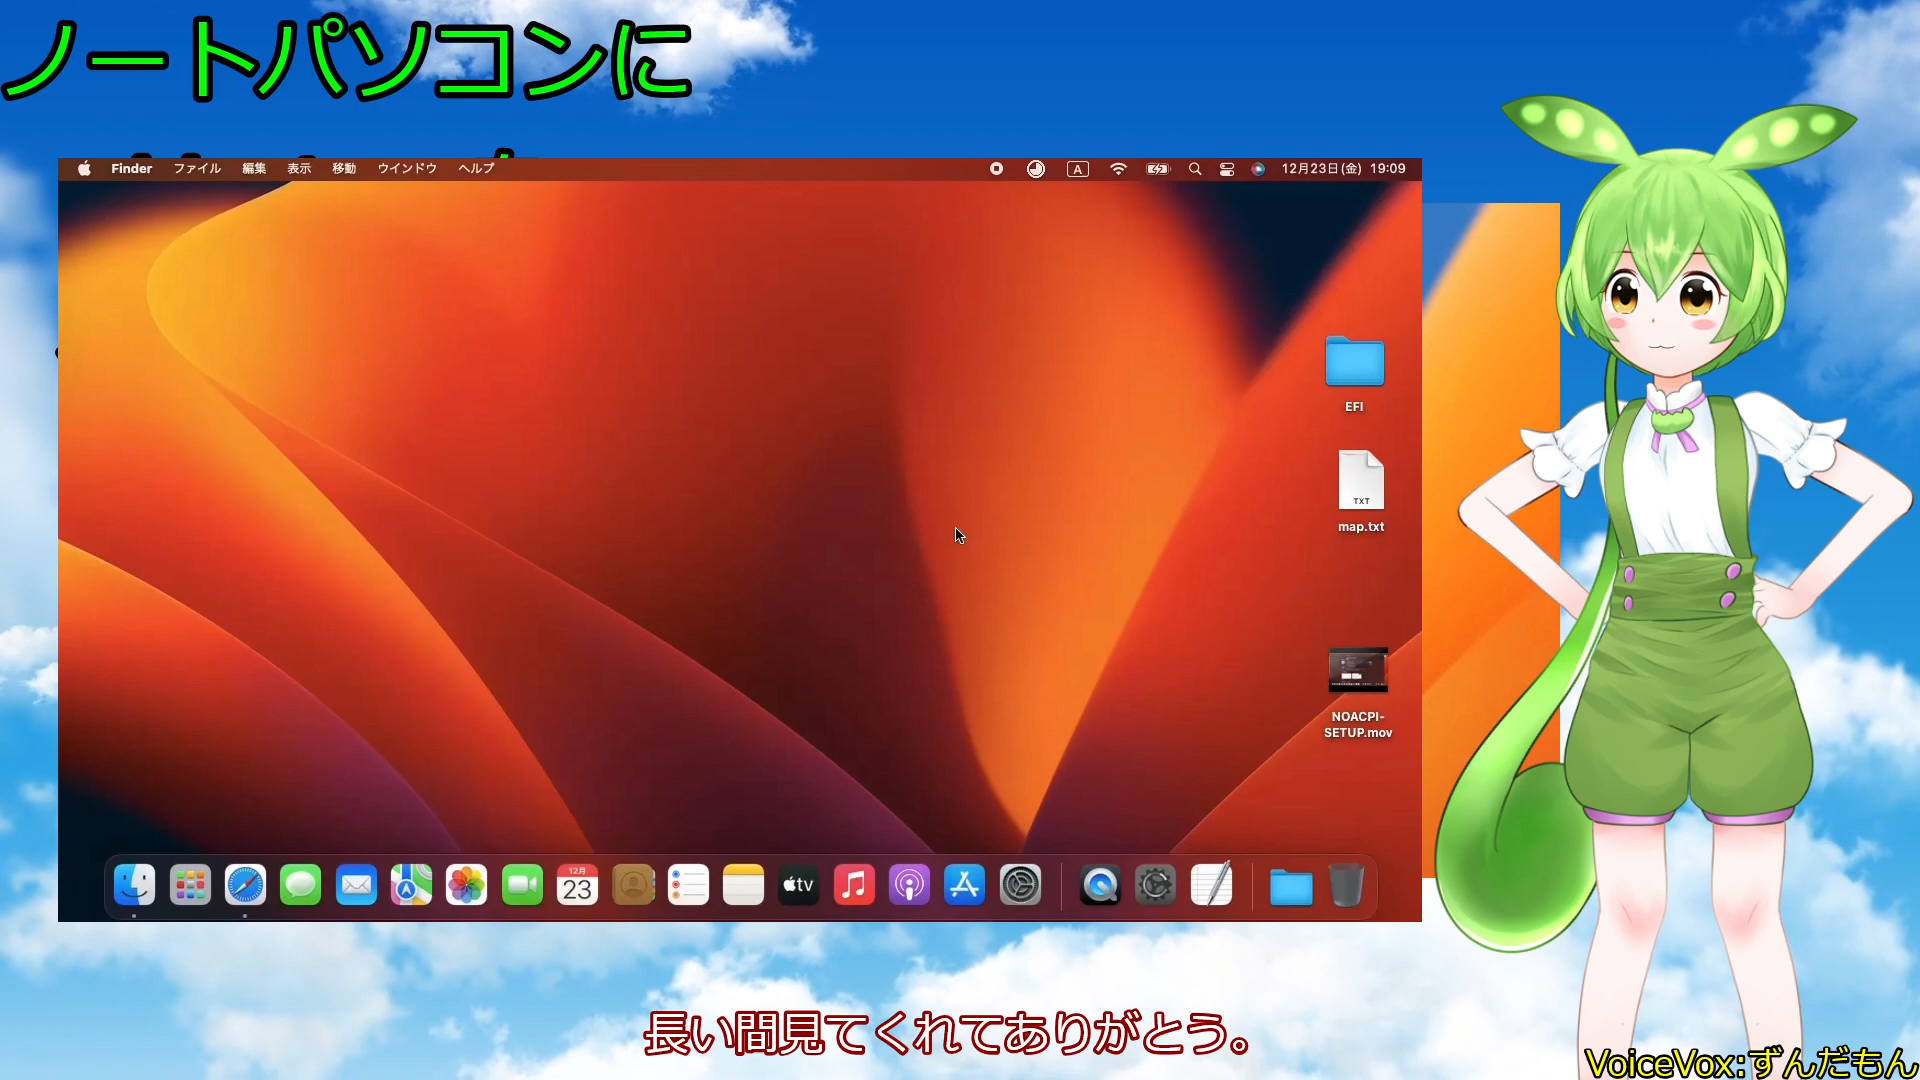 ノートパソコンに
Finder ファイル 編集 表示 移動 ウインドウ ヘルプ
A
12月23日(金) 19:09
EFI
TXT
map.txt
NOACPI-
SETUP.mov
12月
23
tv
長い間見てくれてありがとう。
VoiceVox:ずんだもん